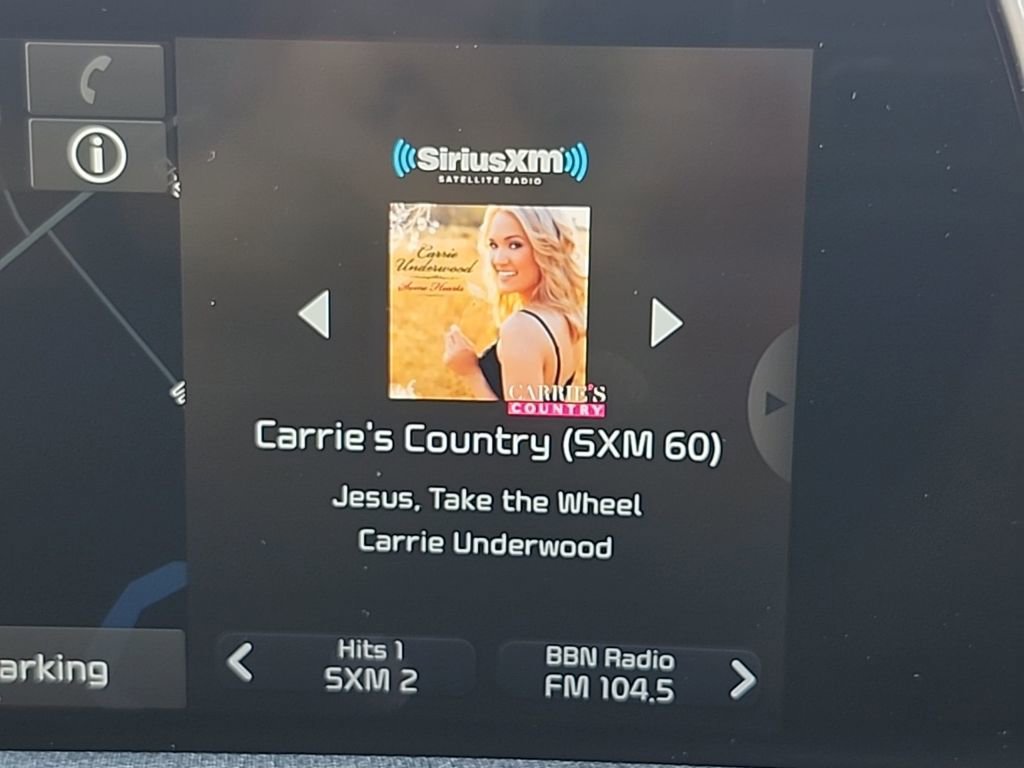 SiriusXM
SATELLITE RADIO
Carrie
Underwood
Some Hearts
CARRIE'S
COUNTRY
Carrie's Country (SXM 60)
Jesus, Take the Wheel
Carrie Underwood
arking
Hits 1
SXM 2
BBN Radio
FM 104.5